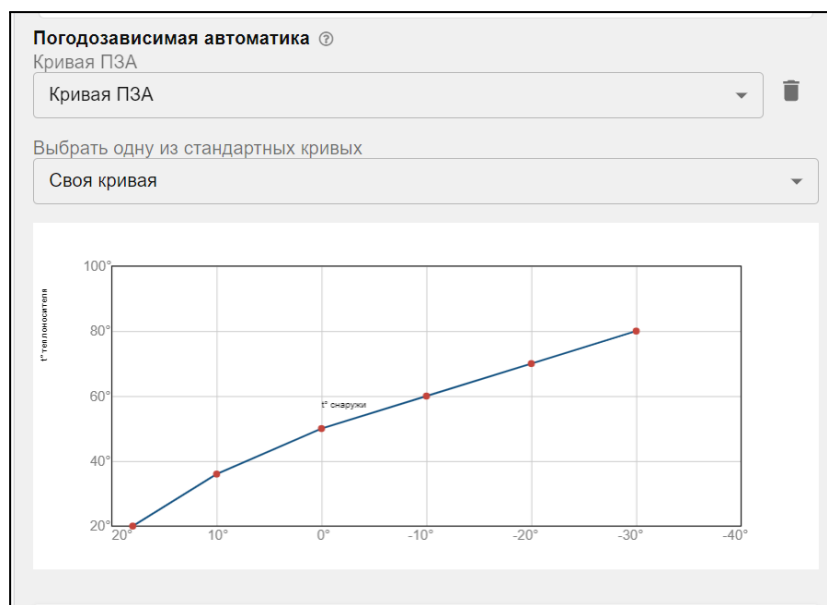 Погодозависимая автоматика ?
Кривая ПЗА
Кривая ПЗА
Выбрать одну из стандартных кривых
Своя кривая
100°
t° теплоносителя
80°
60°
t° снаружи
40°
20°
20° 10° 0° -10° -20° -30° -40°